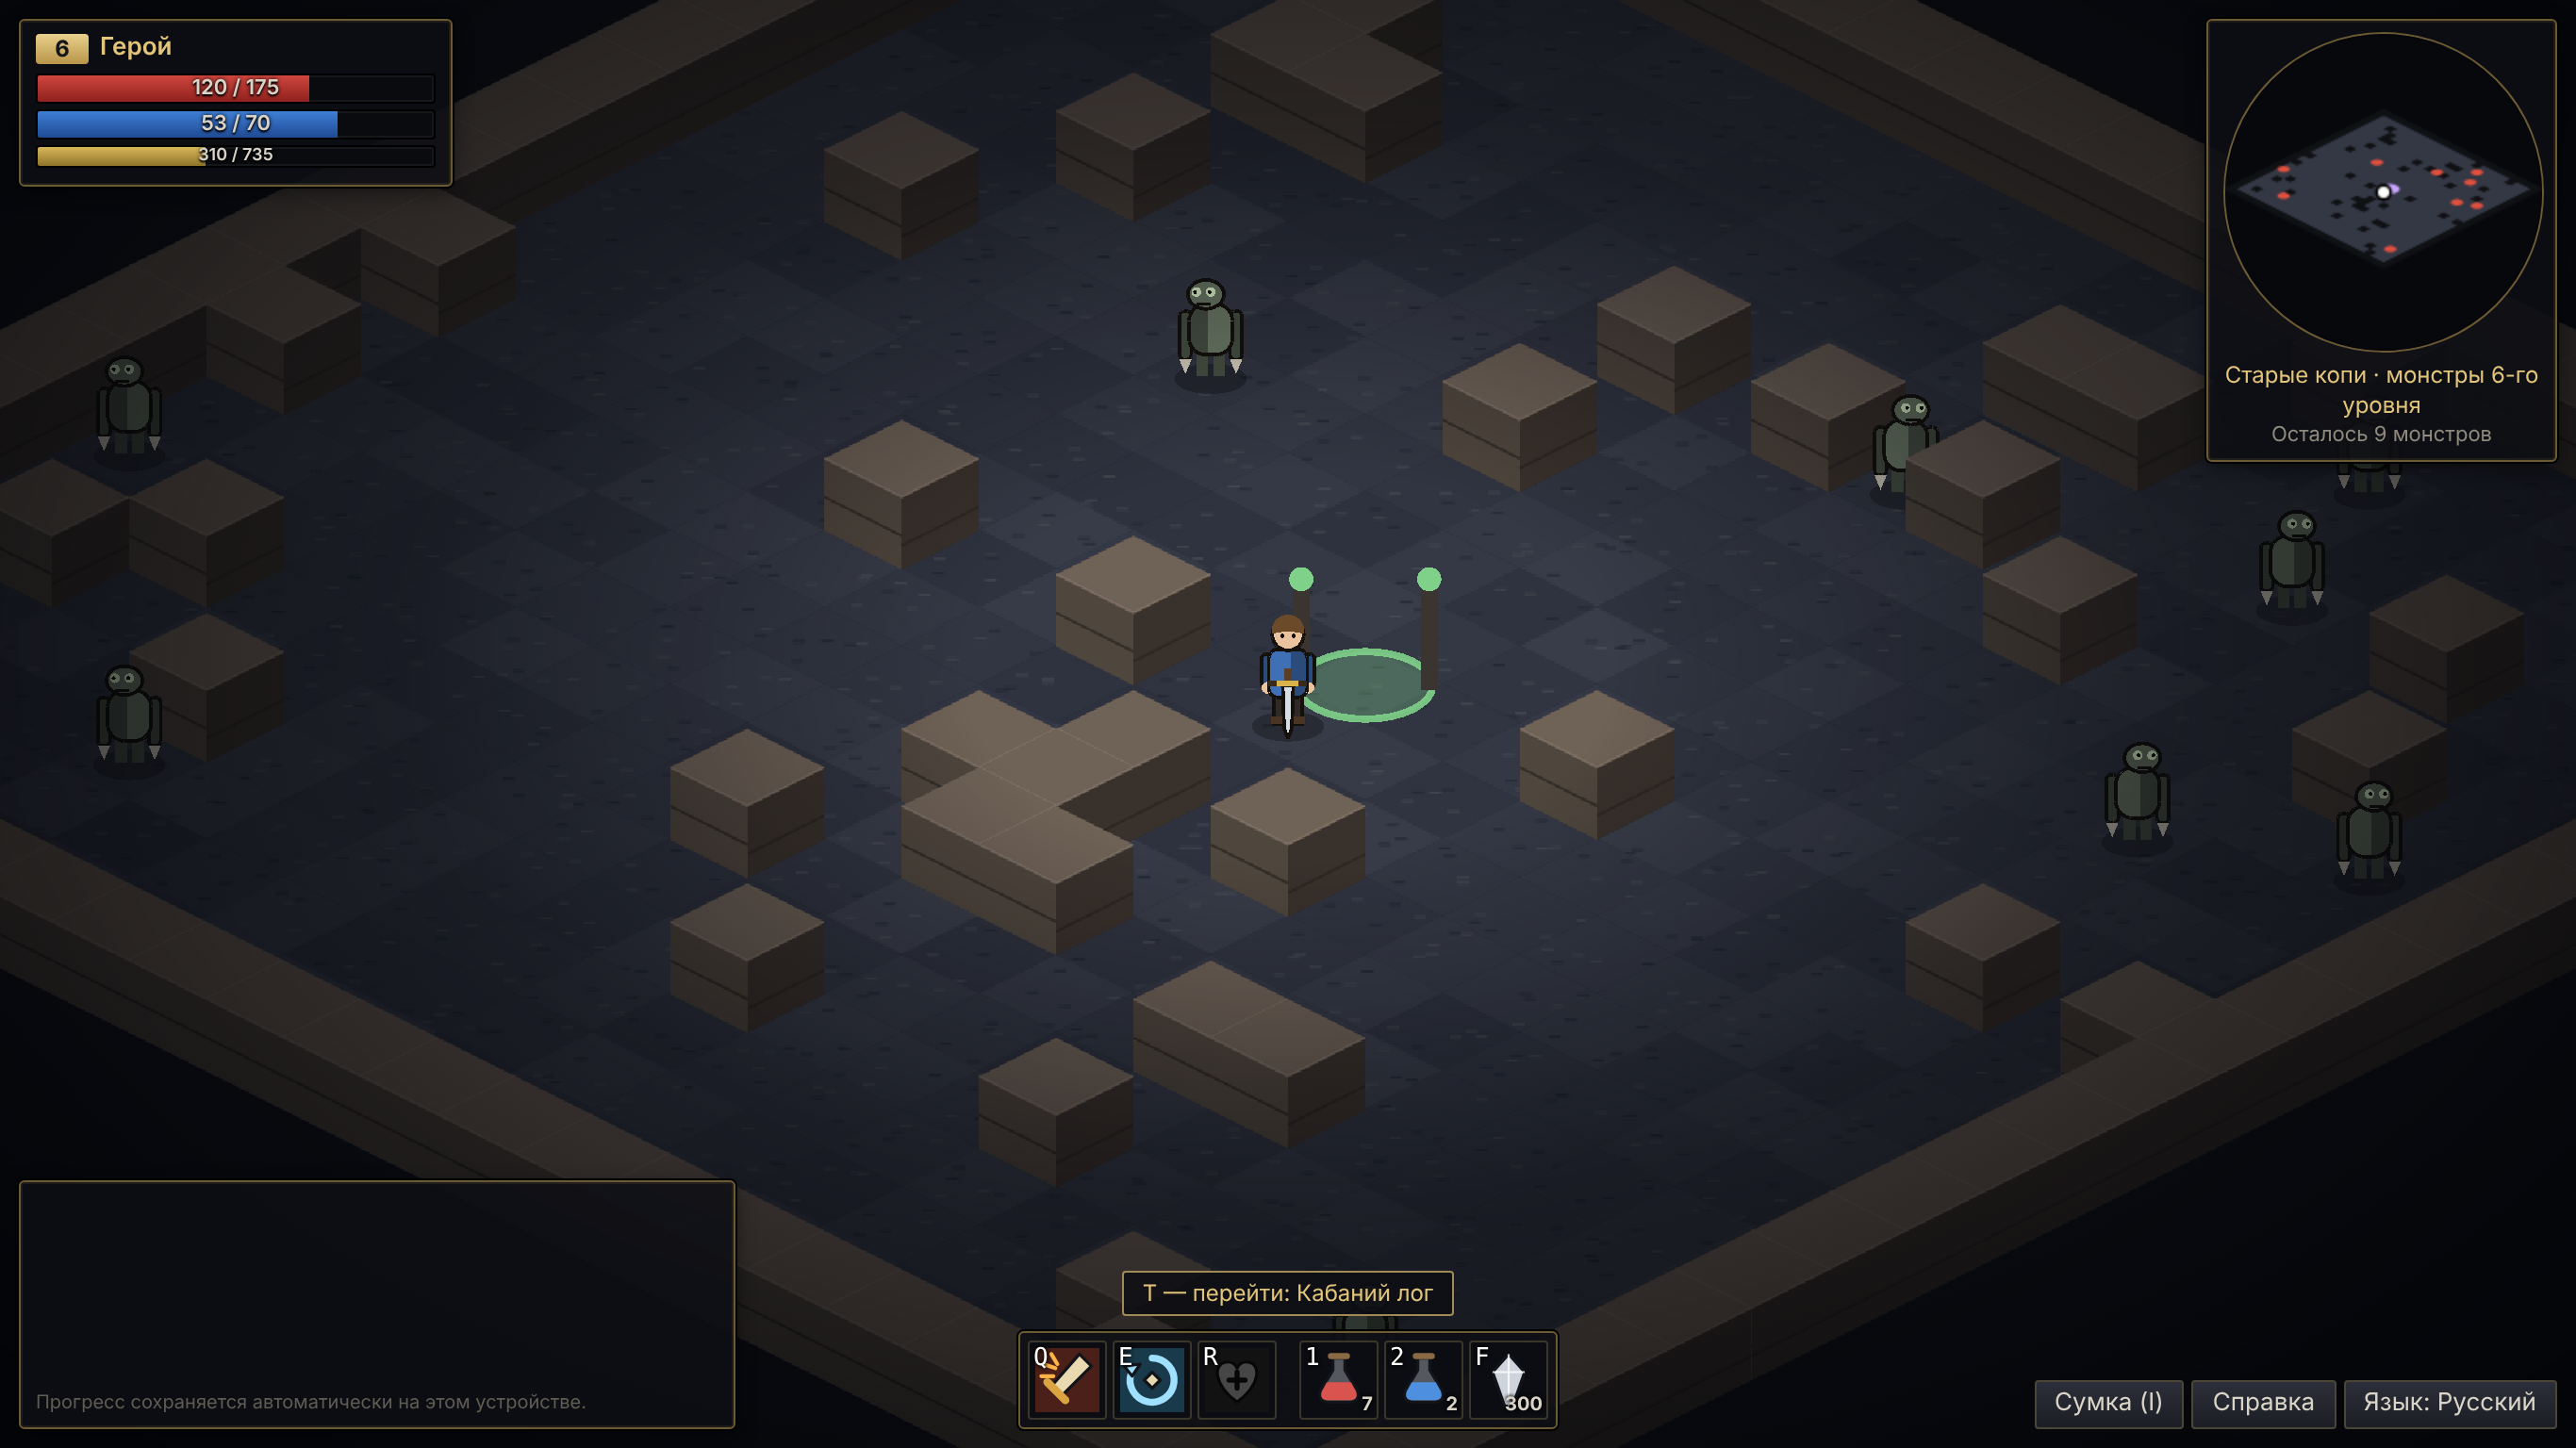 6 Герой
120 / 175
53 / 70
310 / 735
Старые копи · монстры 6-го
уровня
Осталось 9 монстров
T — перейти: Кабаний лог
Q E R 1 7 2 2 F 300
Прогресс сохраняется автоматически на этом устройстве.
Сумка (I) Справка Язык: Русский